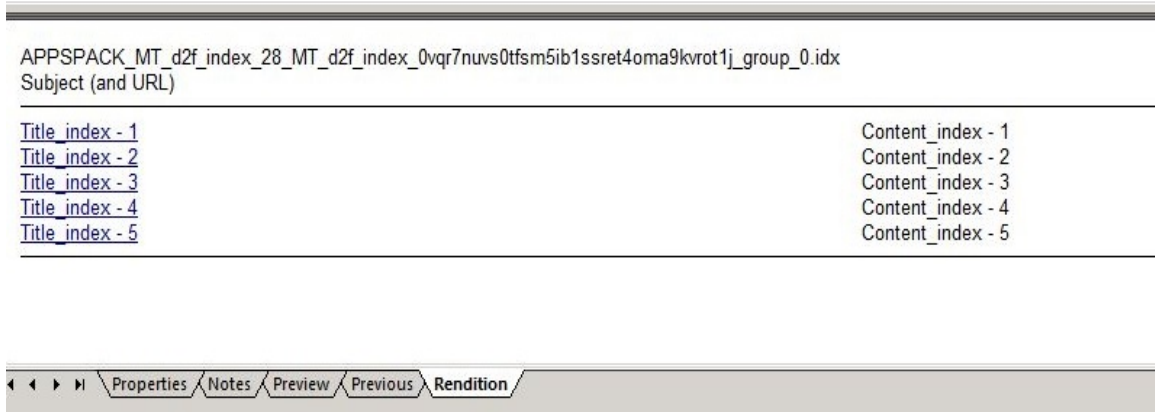 APPSPACK_MT_d2f_index_28_MT_d2f_index_0vqr7nuvs0tfsm5ib1ssret4oma9kvrot1j_group_0.idx
Subject (and URL)
Title_index - 1 Content_index - 1
Title_index - 2 Content_index - 2
Title_index - 3 Content_index - 3
Title_index - 4 Content_index - 4
Title_index - 5 Content_index - 5
Properties Notes Preview Previous Rendition